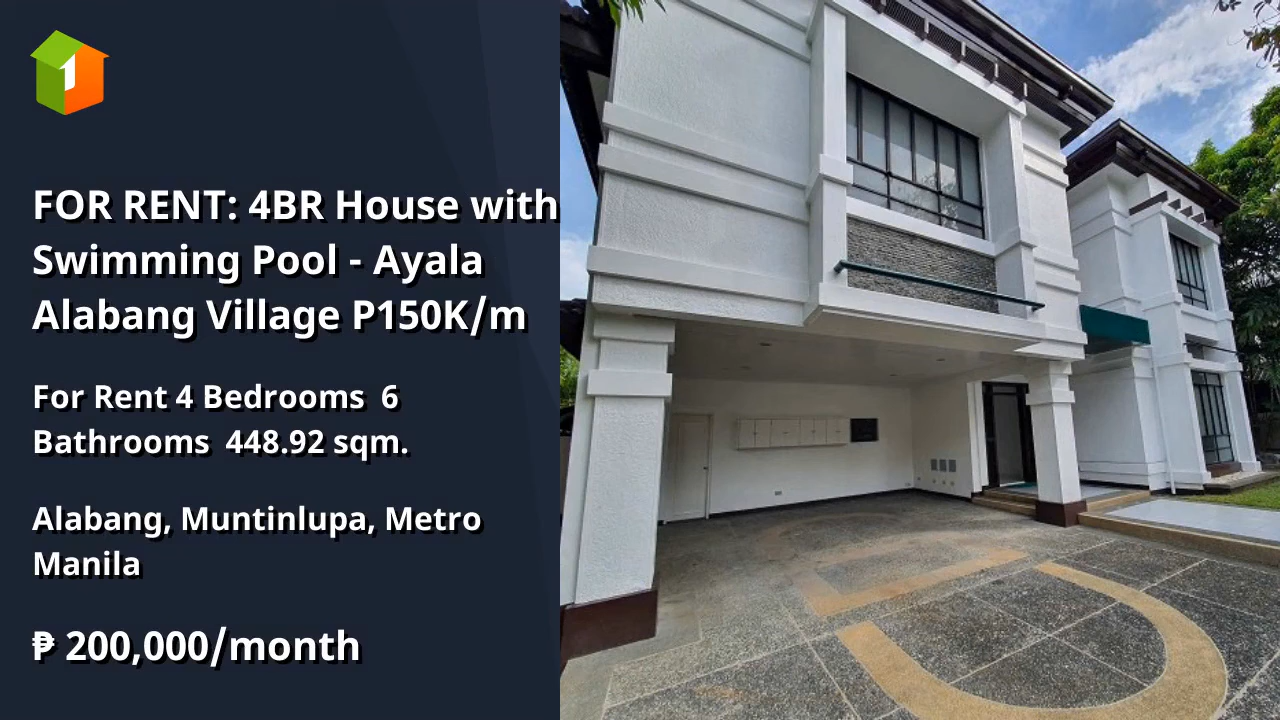 FOR RENT: 4BR House with
Swimming Pool - Ayala
Alabang Village P150K/m
For Rent 4 Bedrooms  6
Bathrooms  448.92 sqm.
Alabang, Muntinlupa, Metro
Manila
₱ 200,000/month